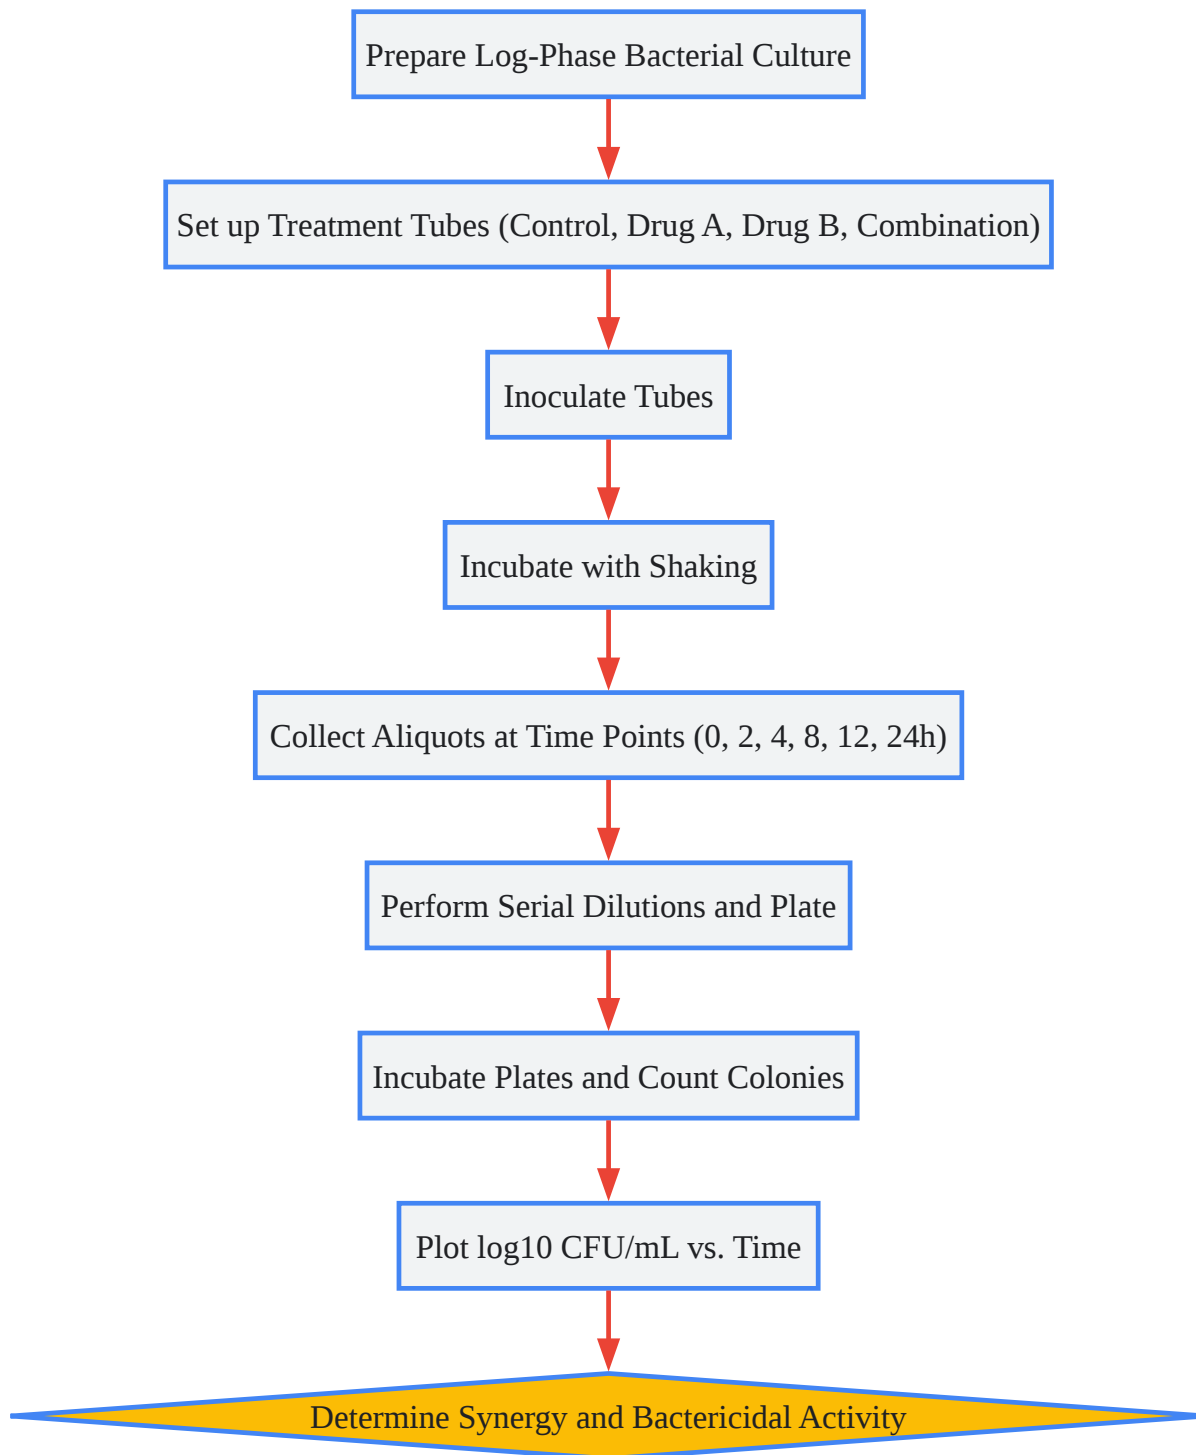 Prepare Log-Phase Bacterial Culture
Set up Treatment Tubes (Control, Drug A, Drug B, Combination)
Inoculate Tubes
Incubate with Shaking
Collect Aliquots at Time Points (0, 2, 4, 8, 12, 24h)
Perform Serial Dilutions and Plate
Incubate Plates and Count Colonies
Plot log10 CFU/mL vs. Time
Determine Synergy and Bactericidal Activity